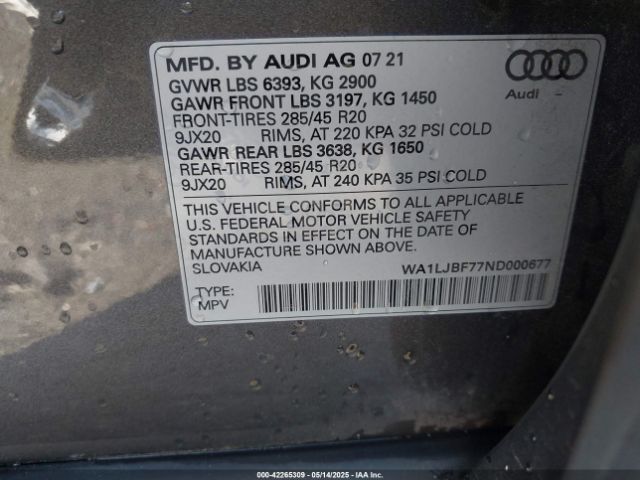 MFD. BY AUDI AG 07 21
GVWR LBS 6393, KG 2900
GAWR FRONT LBS 3197, KG 1450
FRONT-TIRES 285/45 R20
9JX20 RIMS, AT 220 KPA 32 PSI COLD
GAWR REAR LBS 3638, KG 1650
REAR-TIRES 285/45 R20
9JX20 RIMS, AT 240 KPA 35 PSI COLD
Audi -
THIS VEHICLE CONFORMS TO ALL APPLICABLE
U.S. FEDERAL MOTOR VEHICLE SAFETY
STANDARDS IN EFFECT ON THE DATE OF
MANUFACTURE SHOWN ABOVE.
SLOVAKIA WA1LJBF77ND000677
TYPE:
MPV
000-42265309 | 05/14/2025 | IAA, Inc.